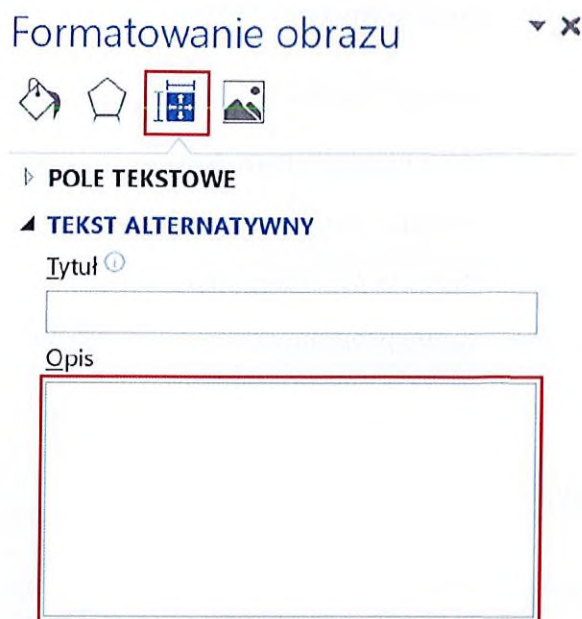 Formatowanie obrazu
POLE TEKSTOWE
TEKST ALTERNATYWNY
Tytuł
Opis